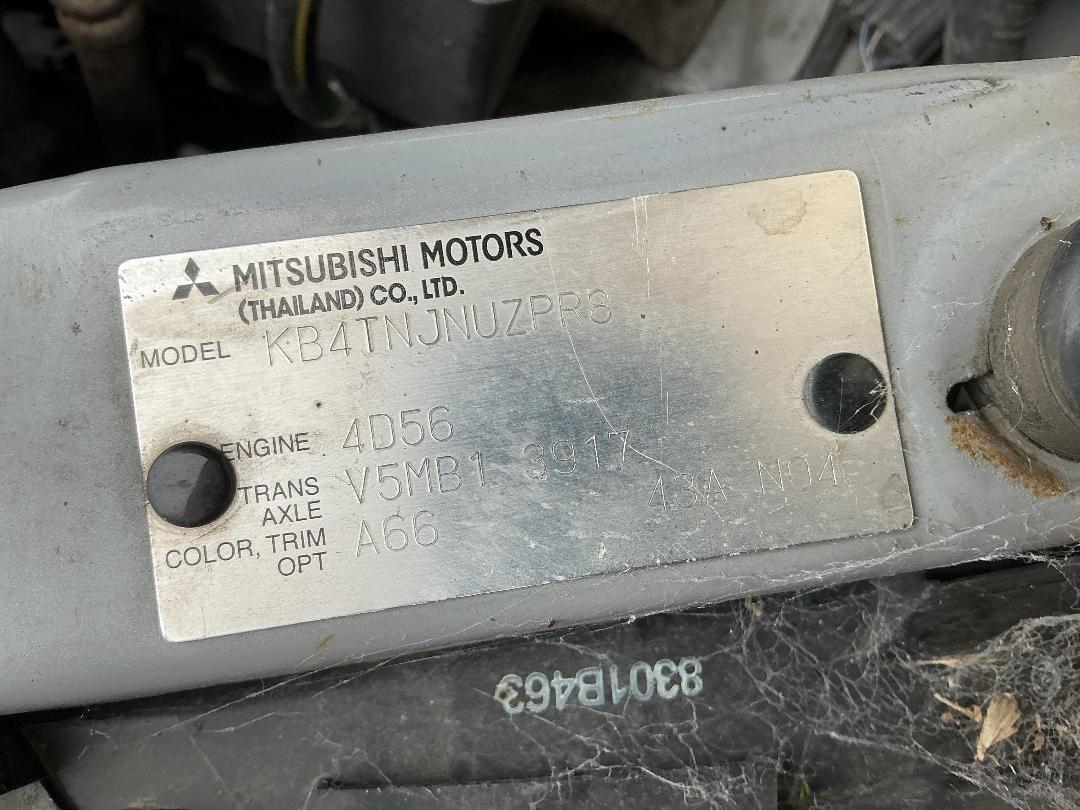 MITSUBISHI MOTORS
(THAILAND) CO., LTD.
MODEL KB4TNJNUZPR8
ENGINE 4D56
TRANS AXLE V5MB1 3917
COLOR, TRIM OPT A66 43A N04
8301B463